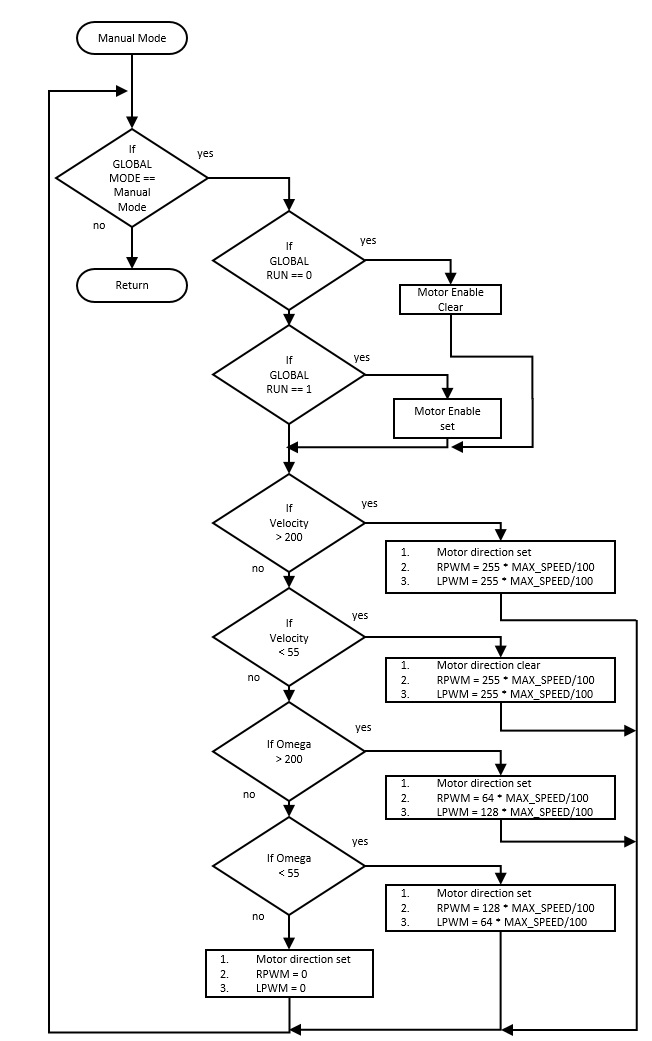 Manual Mode
If
GLOBAL
MODE ==
Manual
Mode
yes
no
Return
If
GLOBAL
RUN == 0
yes
Motor Enable
Clear
If
GLOBAL
RUN == 1
yes
Motor Enable
set
If
Velocity
> 200
yes
no
1. Motor direction set
2. RPWM = 255 * MAX_SPEED/100
3. LPWM = 255 * MAX_SPEED/100
If
Velocity
< 55
yes
no
1. Motor direction clear
2. RPWM = 255 * MAX_SPEED/100
3. LPWM = 255 * MAX_SPEED/100
If Omega
> 200
yes
no
1. Motor direction set
2. RPWM = 64 * MAX_SPEED/100
3. LPWM = 128 * MAX_SPEED/100
If Omega
< 55
yes
no
1. Motor direction set
2. RPWM = 128 * MAX_SPEED/100
3. LPWM = 64 * MAX_SPEED/100
1. Motor direction set
2. RPWM = 0
3. LPWM = 0